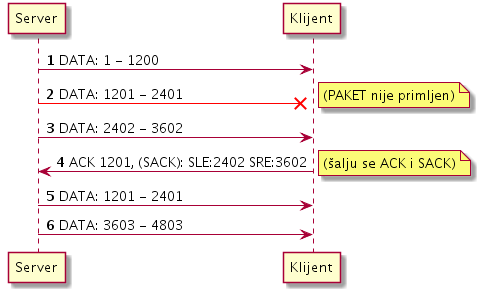 Server Klijent
1 DATA: 1 – 1200
2 DATA: 1201 – 2401 (PAKET nije primljen)
3 DATA: 2402 – 3602
4 ACK 1201, (SACK): SLE:2402 SRE:3602 (šalju se ACK i SACK)
5 DATA: 1201 – 2401
6 DATA: 3603 – 4803
Server Klijent